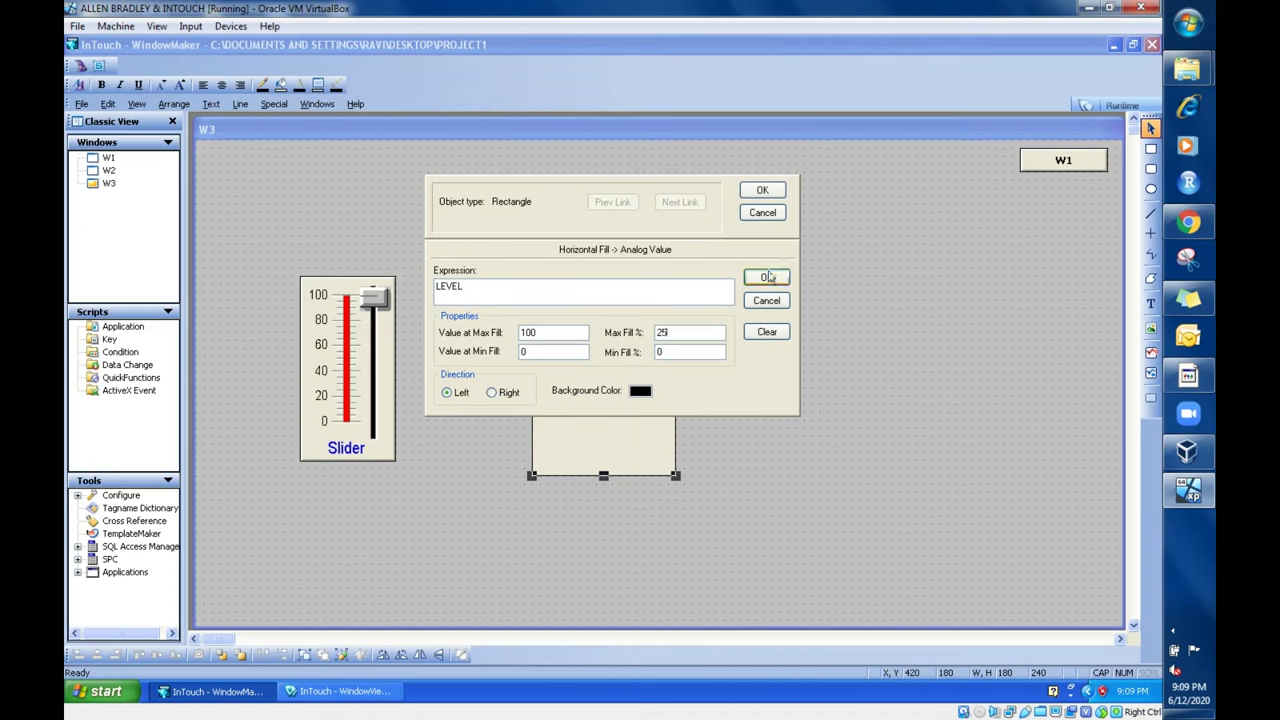 ALLEN BRADLEY & INTOUCH [Running] - Oracle VM VirtualBox
File Machine View Input Devices Help
InTouch - WindowMaker - C:\DOCUMENTS AND SETTINGS\RAVI\DESKTOP\PROJECT1
B I U A A
File Edit View Arrange Text Line Special Windows Help
Runtime
Classic View
W3
Windows
W1
W2
W3
W1
Object type: Rectangle
Prev Link
Next Link
OK
Cancel
Horizontal Fill -> Analog Value
Expression:
LEVEL
Cancel
Clear
Properties
Value at Max Fill: 100
Max Fill %: 25
Value at Min Fill: 0
Min Fill %: 0
Direction
Left Right
Background Color:
100
80
60
40
20
0
Slider
Scripts
Application
Key
Condition
Data Change
QuickFunctions
ActiveX Event
Tools
Configure
Tagname Dictionary
Cross Reference
TemplateMaker
SQL Access Manage
SPC
Applications
Ready
X, Y 420 180 W, H 180 240 CAP NUM SCRL
start
InTouch - WindowMa...
InTouch - WindowVie...
9:09 PM
Right Ctrl
9:09 PM
6/12/2020